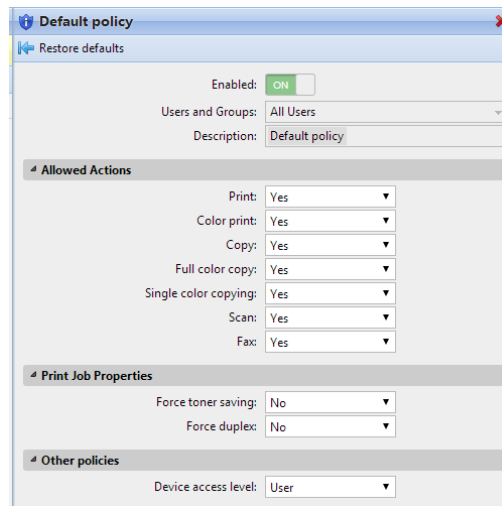 Default policy
Restore defaults
Enabled: ON
Users and Groups: All Users
Description: Default policy
Allowed Actions
Print: Yes
Color print: Yes
Copy: Yes
Full color copy: Yes
Single color copying: Yes
Scan: Yes
Fax: Yes
Print Job Properties
Force toner saving: No
Force duplex: No
Other policies
Device access level: User